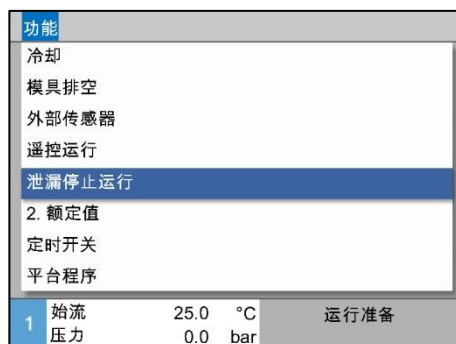 功能
冷却
模具排空
外部传感器
遥控运行
泄漏停止运行
2. 额定值
定时开关
平台程序
1 始流 25.0 °C 运行准备
压力 0.0 bar